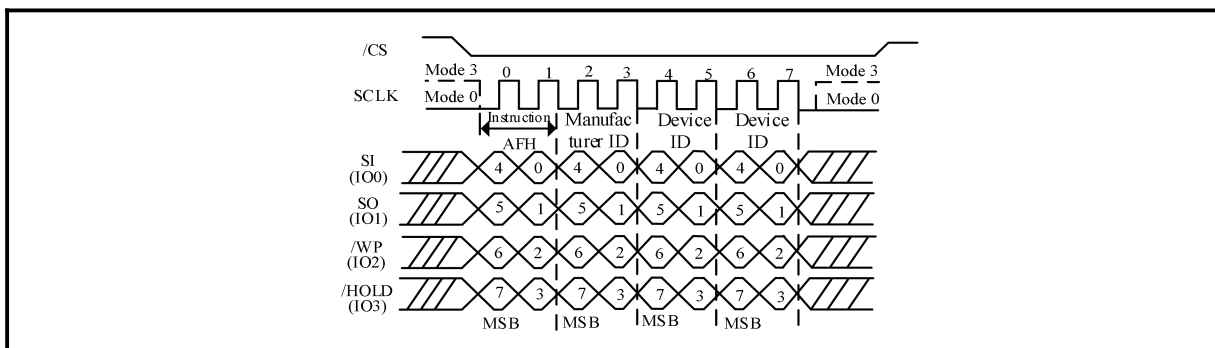 /CS
Mode 3 0 1 2 3 4 5 6 7 Mode 3
SCLK Mode 0 Mode 0
Instruction Manufac Device Device
AFH turer ID ID ID
SI
(IO0) 4 0 4 0 4 0 4 0
SO
(IO1) 5 1 5 1 5 1 5 1
/WP
(IO2) 6 2 6 2 6 2 6 2
/HOLD
(IO3) 7 3 7 3 7 3 7 3
MSB MSB MSB MSB